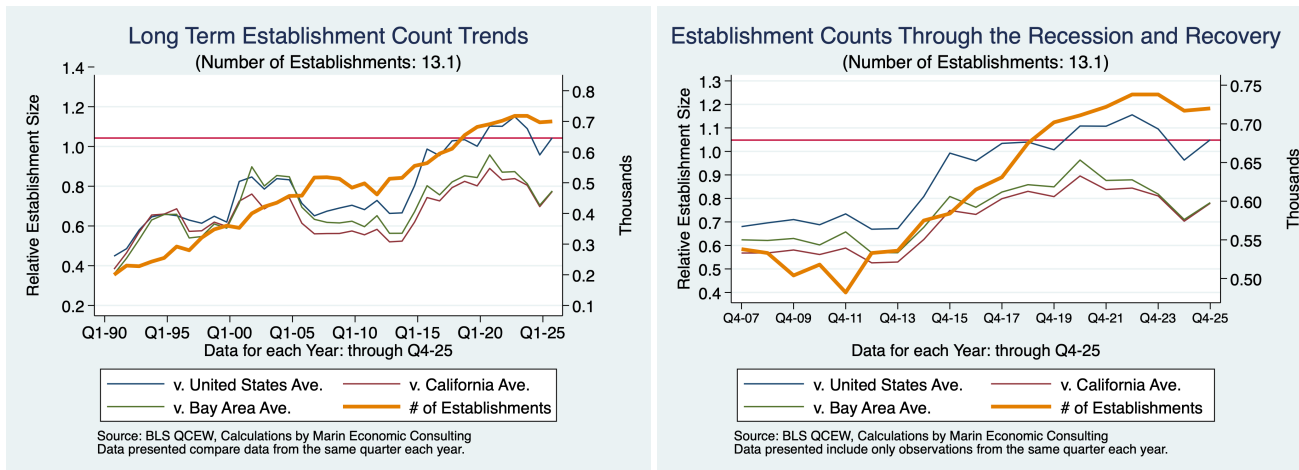 Long Term Establishment Count Trends
(Number of Establishments: 13.1)
Relative Establishment Size
1.4
1.2
1.0
0.8
0.6
0.4
0.2
0.8
0.7
0.6
0.5
0.4
0.3
0.2
0.1
Thousands
Q1-90 Q1-95 Q1-00 Q1-05 Q1-10 Q1-15 Q1-20 Q1-25
Data for each Year: through Q4-25
v. United States Ave. v. California Ave.
v. Bay Area Ave. # of Establishments
Source: BLS QCEW, Calculations by Marin Economic Consulting
Data presented compare data from the same quarter each year.
Establishment Counts Through the Recession and Recovery
(Number of Establishments: 13.1)
Relative Establishment Size
1.3
1.2
1.1
1.0
0.9
0.8
0.7
0.6
0.5
0.4
0.75
0.70
0.65
0.60
0.55
0.50
Thousands
Q4-07 Q4-09 Q4-11 Q4-13 Q4-15 Q4-17 Q4-19 Q4-21 Q4-23 Q4-25
Data for each Year: through Q4-25
v. United States Ave. v. California Ave.
v. Bay Area Ave. # of Establishments
Source: BLS QCEW, Calculations by Marin Economic Consulting
Data presented include only observations from the same quarter each year.